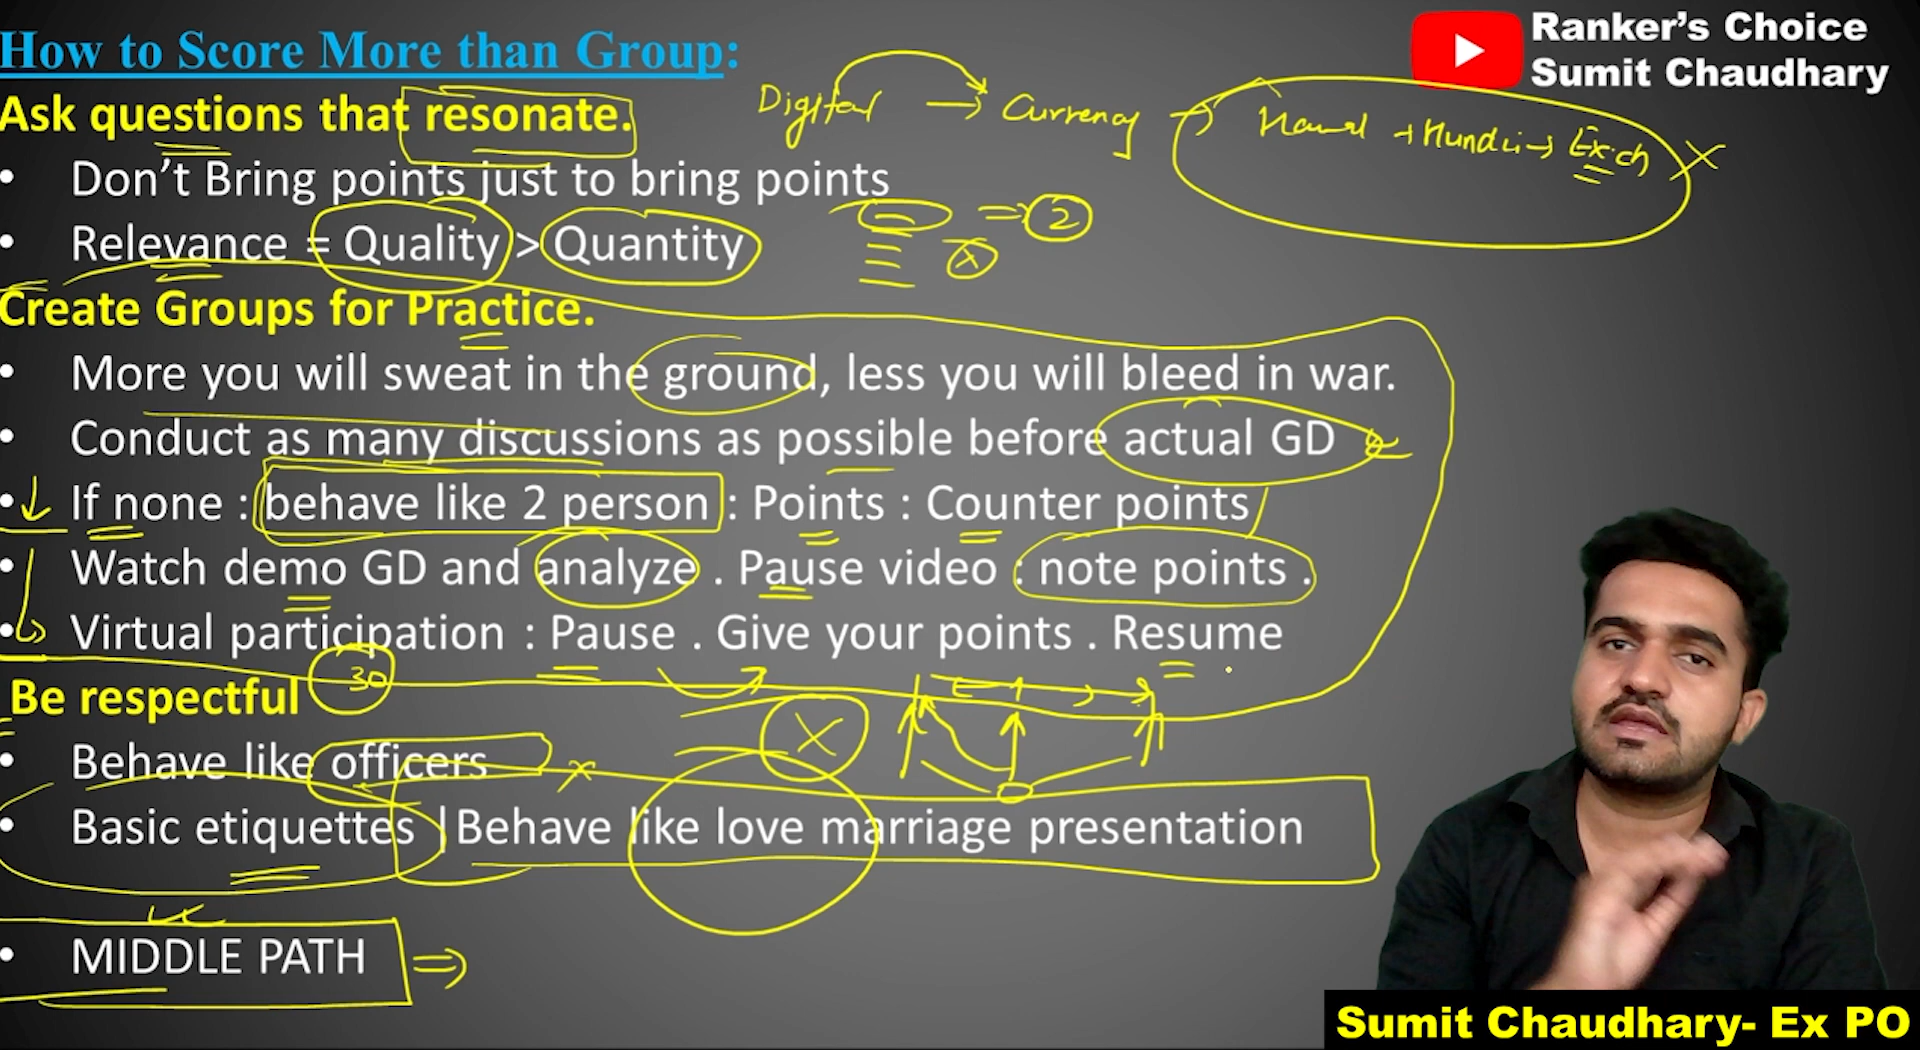 How to Score More than Group:
Ranker's Choice
Sumit Chaudhary
Ask questions that resonate.
Digital → Currency → Hawal → Hundi → Ex.ch X
• Don't Bring points just to bring points
• Relevance = Quality > Quantity
⇒ 2
X
Create Groups for Practice.
• More you will sweat in the ground, less you will bleed in war.
• Conduct as many discussions as possible before actual GD
• If none : behave like 2 person : Points : Counter points
• Watch demo GD and analyze . Pause video : note points .
• Virtual participation : Pause . Give your points . Resume
Be respectful 30
X
• Behave like officers x
• Basic etiquettes | Behave like love marriage presentation
• MIDDLE PATH ⇒
Sumit Chaudhary- Ex PO